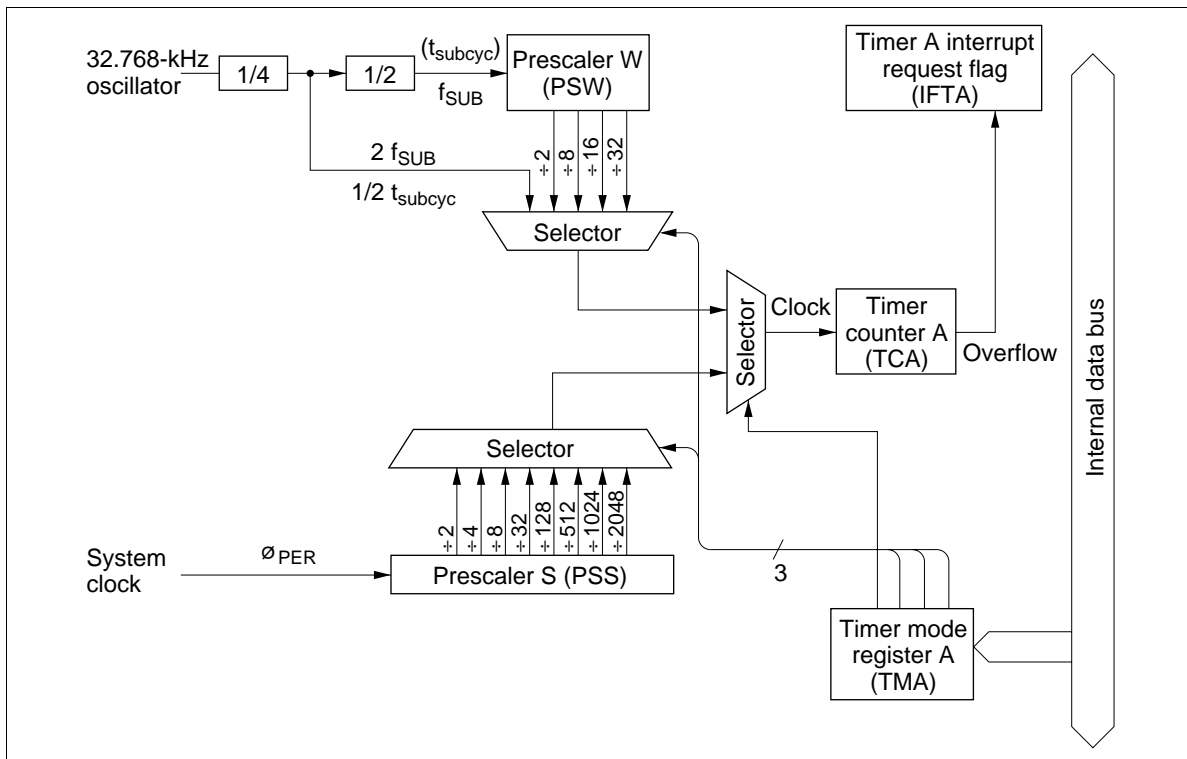 32.768-kHz
oscillator
1/4
1/2
(tsubcyc)
fSUB
Prescaler W
(PSW)
Timer A interrupt
request flag
(IFTA)
2 fSUB
1/2 tsubcyc
÷2
÷8
÷16
÷32
Selector
Selector
Clock
Timer
counter A
(TCA)
Overflow
Internal data bus
Selector
÷2
÷4
÷8
÷32
÷128
÷512
÷1024
÷2048
System
clock
øPER
Prescaler S (PSS)
3
Timer mode
register A
(TMA)